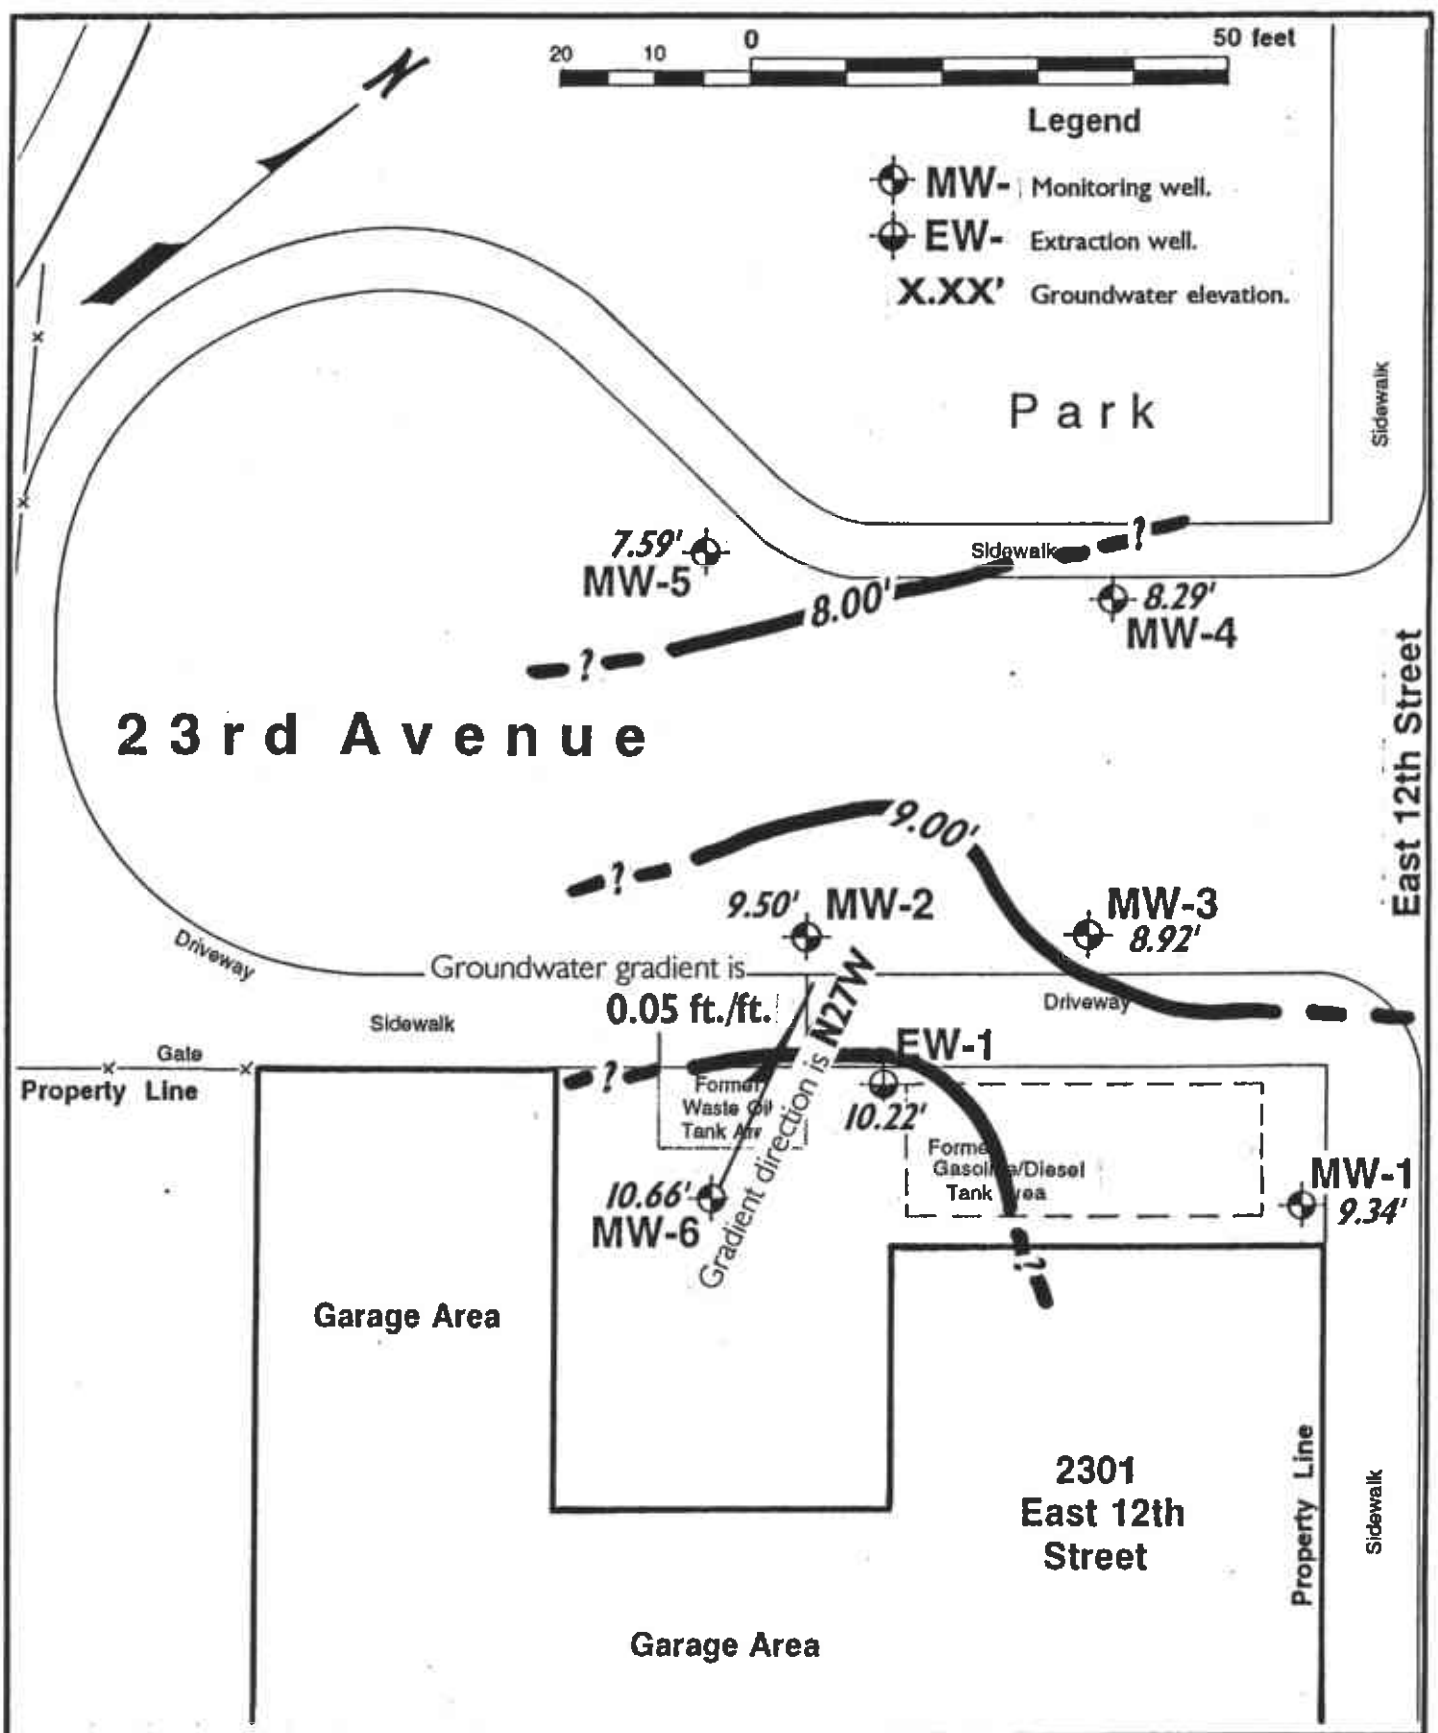 N
20 10 0 50 feet
Legend
MW- Monitoring well.
EW- Extraction well.
X.XX' Groundwater elevation.
Park
Sidewalk
7.59'
MW-5
Sidewalk
?
8.00'
8.29'
MW-4
?
23rd Avenue
East 12th Street
9.00'
?
9.50' MW-2
MW-3
8.92'
Driveway
Groundwater gradient is
0.05 ft./ft.
Gradient direction is N27W
Driveway
Sidewalk
EW-1
10.22'
Gate
Property Line
?
Former
Waste Oil
Tank
Former
Gasoline/Diesel
Tank Area
MW-1
9.34'
10.66'
MW-6
?
Garage Area
2301
East 12th
Street
Property Line
Sidewalk
Garage Area